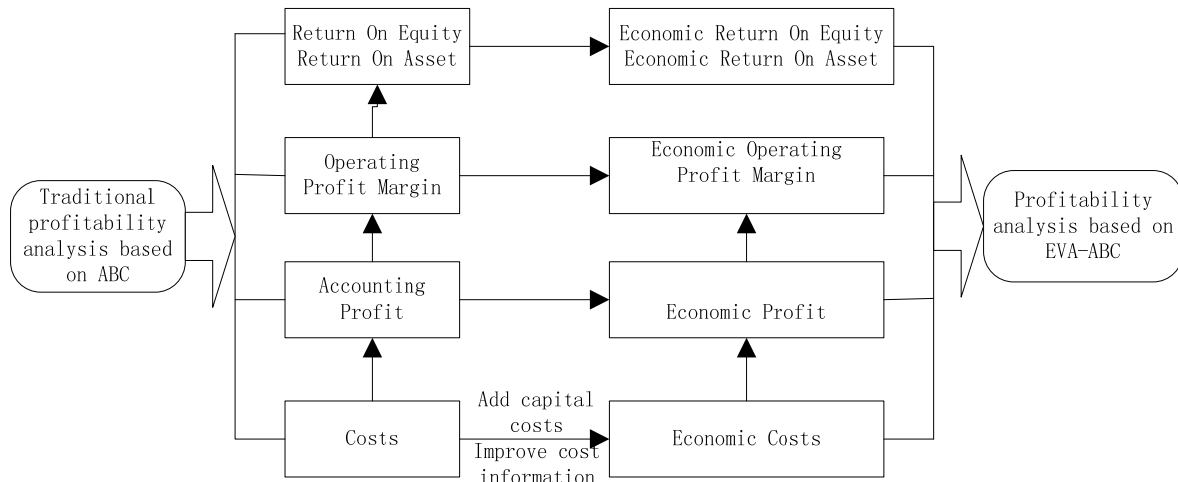 Return On Equity
Return On Asset
Economic Return On Equity
Economic Return On Asset
Operating
Profit Margin
Economic Operating
Profit Margin
Traditional
profitability
analysis based
on ABC
Profitability
analysis based on
EVA-ABC
Accounting
Profit
Economic Profit
Add capital
costs
Costs
Economic Costs
Improve cost
information